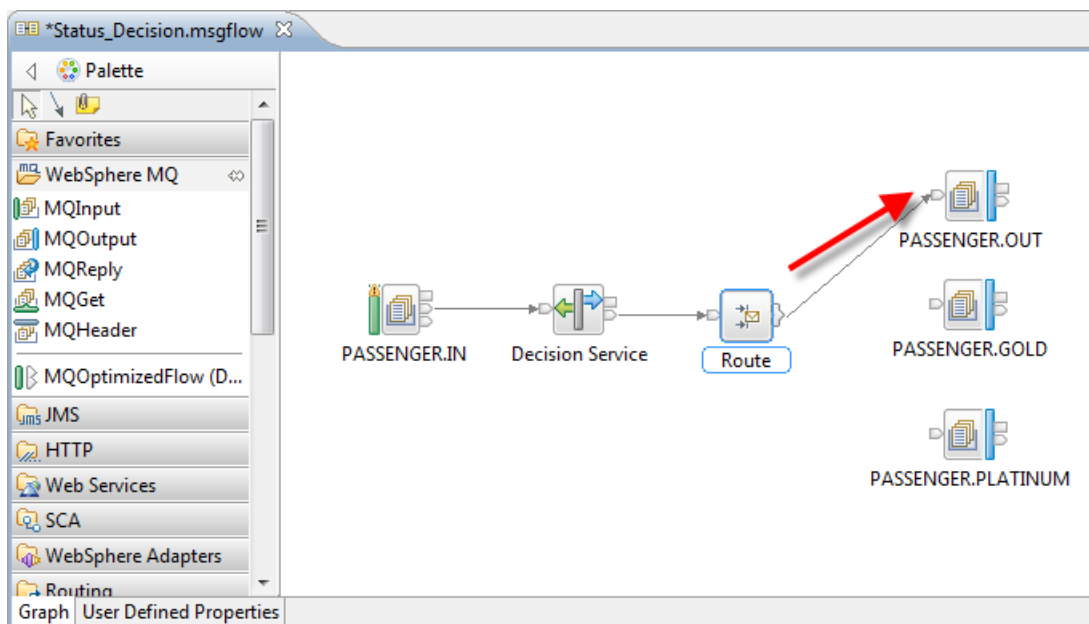 *Status_Decision.msgflow
Palette
Favorites
WebSphere MQ
MQInput
MQOutput
MQReply
MQGet
MQHeader
MQOptimizedFlow (D...
JMS
HTTP
Web Services
SCA
WebSphere Adapters
Routing
Graph
User Defined Properties
PASSENGER.IN
Decision Service
Route
PASSENGER.OUT
PASSENGER.GOLD
PASSENGER.PLATINUM